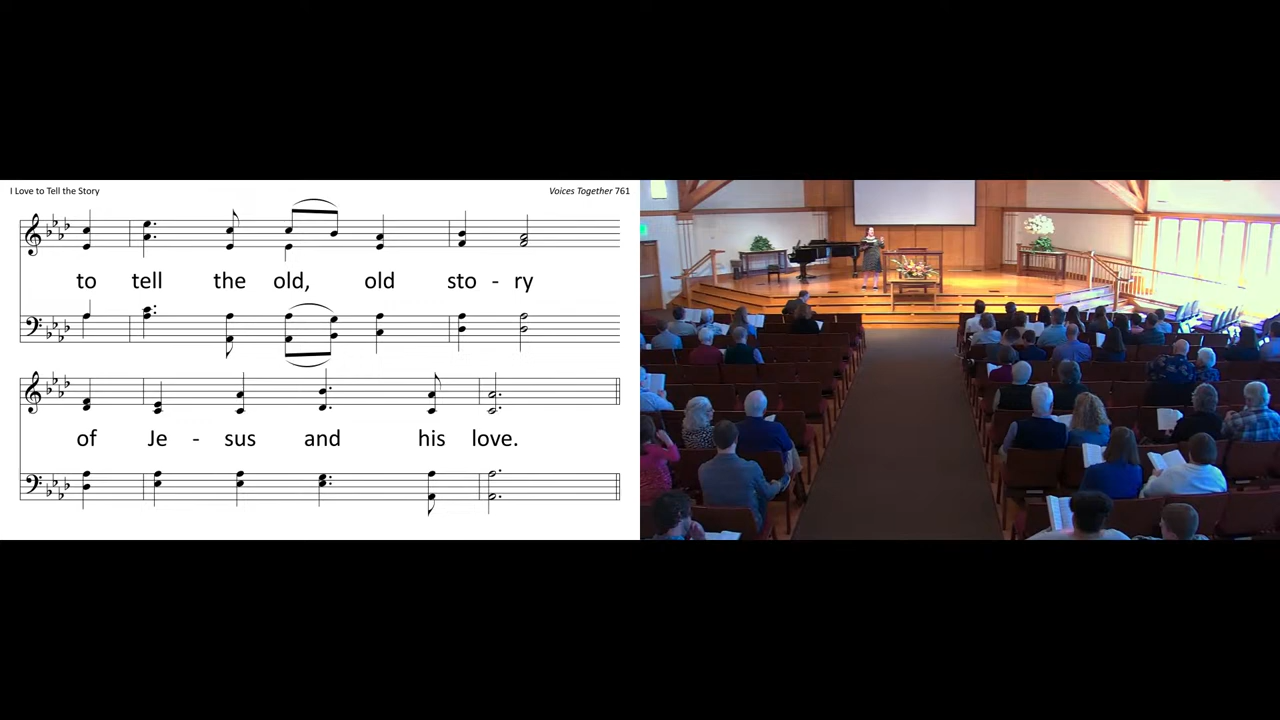 I Love to Tell the Story
Voices Together 761
to tell the old, old sto - ry
of Je - sus and his love.